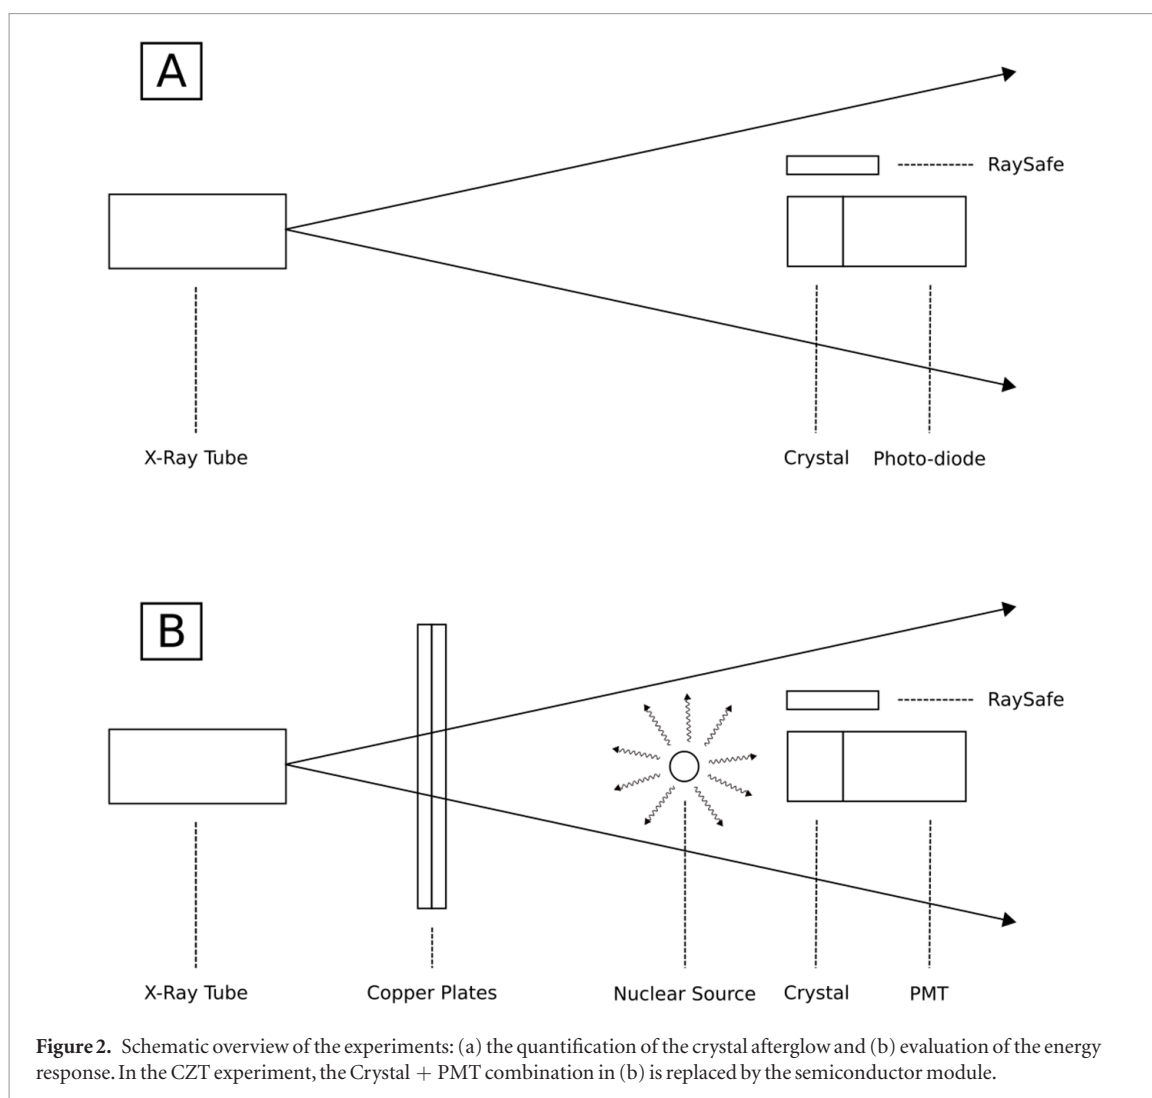 A
RaySafe
X-Ray Tube
Crystal
Photo-diode
B
RaySafe
X-Ray Tube
Copper Plates
Nuclear Source
Crystal
PMT
Figure 2. Schematic overview of the experiments: (a) the quantification of the crystal afterglow and (b) evaluation of the energy
response. In the CZT experiment, the Crystal + PMT combination in (b) is replaced by the semiconductor module.